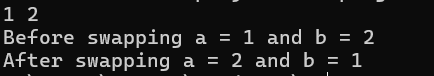 1 2
Before swapping a = 1 and b = 2
After swapping a = 2 and b = 1